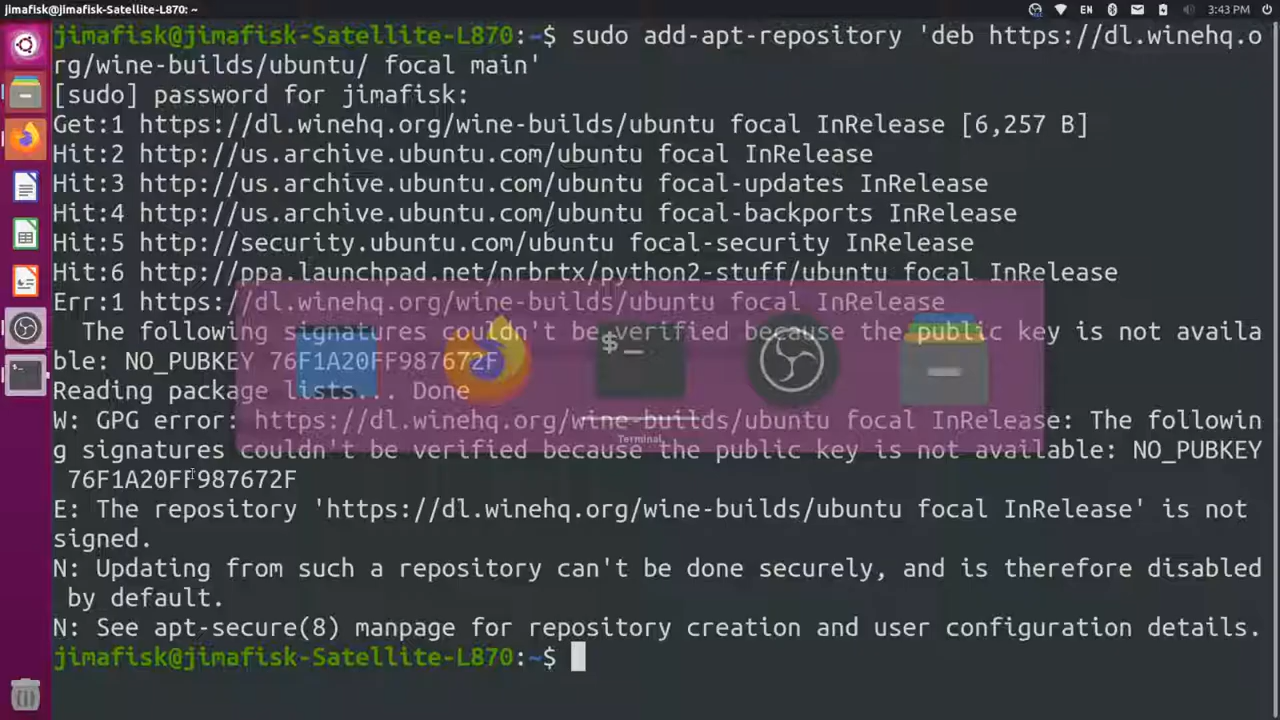 jimafisk@jimafisk-Satellite-L870: ~
EN
3:43 PM
jimafisk@jimafisk-Satellite-L870:~$ sudo add-apt-repository 'deb https://dl.winehq.o
rg/wine-builds/ubuntu/ focal main'
[sudo] password for jimafisk:
Get:1 https://dl.winehq.org/wine-builds/ubuntu focal InRelease [6,257 B]
Hit:2 http://us.archive.ubuntu.com/ubuntu focal InRelease
Hit:3 http://us.archive.ubuntu.com/ubuntu focal-updates InRelease
Hit:4 http://us.archive.ubuntu.com/ubuntu focal-backports InRelease
Hit:5 http://security.ubuntu.com/ubuntu focal-security InRelease
Hit:6 http://ppa.launchpad.net/nrbrtx/python2-stuff/ubuntu focal InRelease
Err:1 https://dl.winehq.org/wine-builds/ubuntu focal InRelease
  The following signatures couldn't be verified because the public key is not availa
ble: NO_PUBKEY 76F1A20FF987672F
Reading package lists... Done
W: GPG error: https://dl.winehq.org/wine-builds/ubuntu focal InRelease: The followin
g signatures couldn't be verified because the public key is not available: NO_PUBKEY
 76F1A20FF987672F
E: The repository 'https://dl.winehq.org/wine-builds/ubuntu focal InRelease' is not
signed.
N: Updating from such a repository can't be done securely, and is therefore disabled
 by default.
N: See apt-secure(8) manpage for repository creation and user configuration details.
jimafisk@jimafisk-Satellite-L870:~$
$_
Terminal